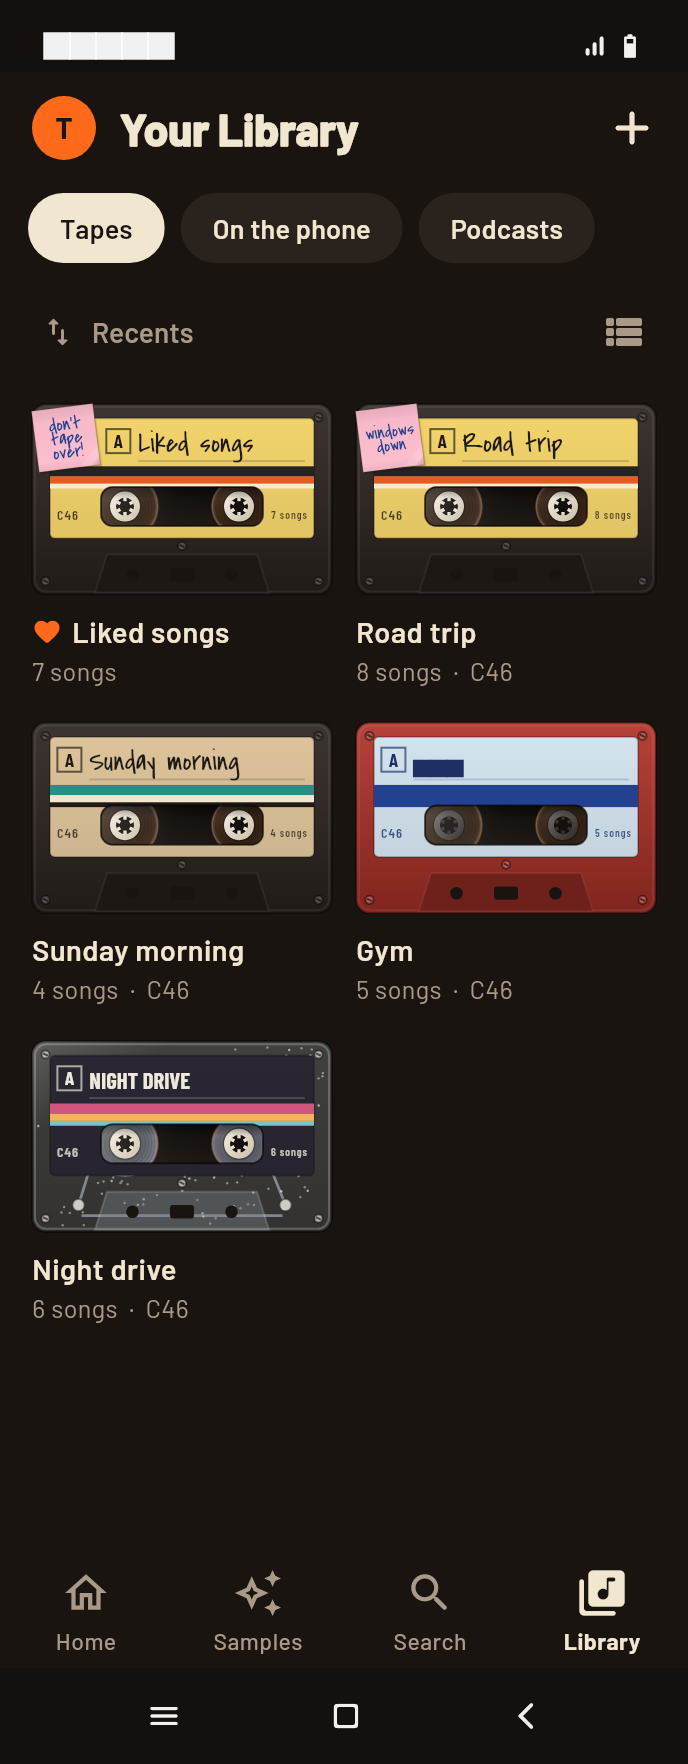 T
Your Library
Tapes
On the phone
Podcasts
Recents
don't
tape
over!
A
Liked songs
C46
7 songs
windows
down
A
Road trip
C46
8 songs
Liked songs
7 songs
Road trip
8 songs · C46
A
Sunday morning
C46
4 songs
A
C46
5 songs
Sunday morning
4 songs · C46
Gym
5 songs · C46
A
NIGHT DRIVE
C46
6 songs
Night drive
6 songs · C46
Home
Samples
Search
Library